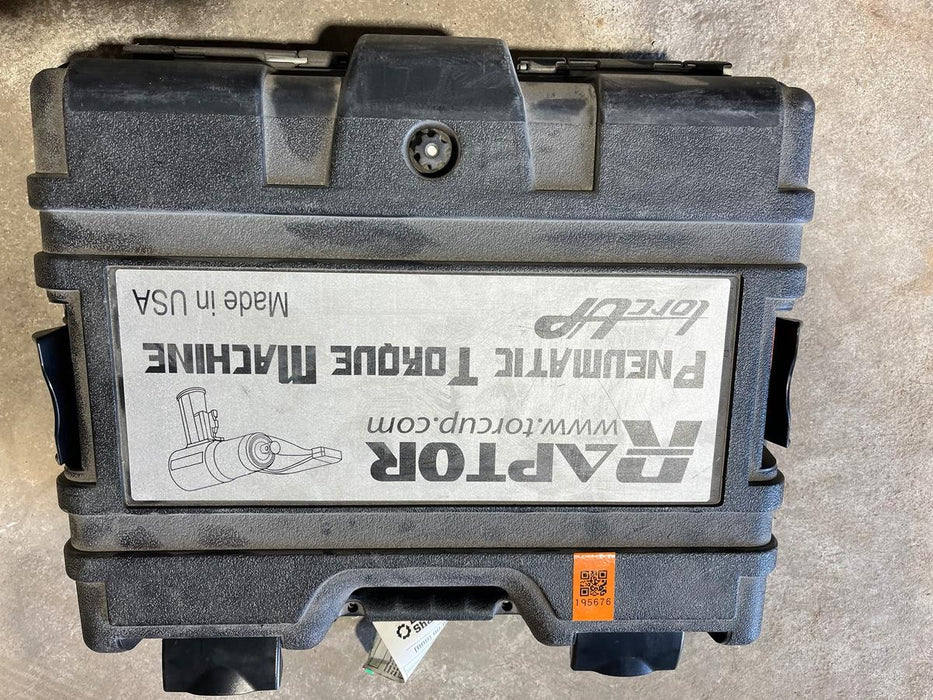 RAPTOR
www.torcup.com
PNEUMATIC TORQUE MACHINE
torcUP
Made in USA
195676